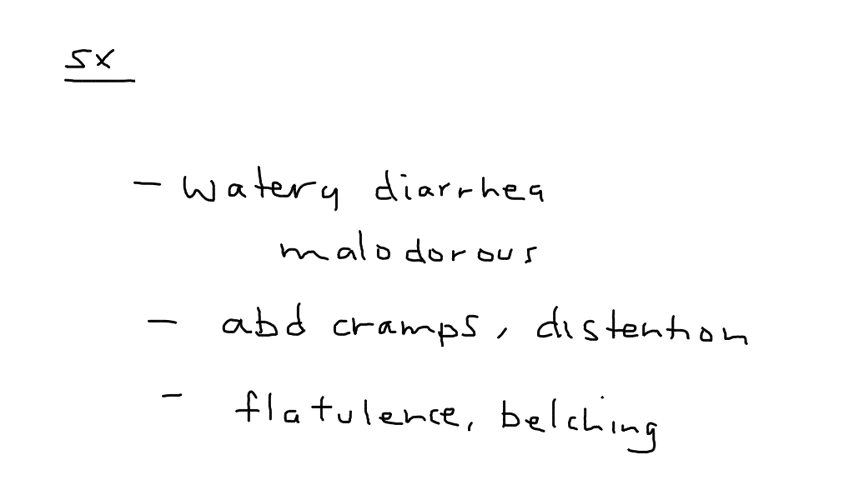 sx
- watery diarrhea
malodorous
- abd cramps, distention
- flatulence, belching